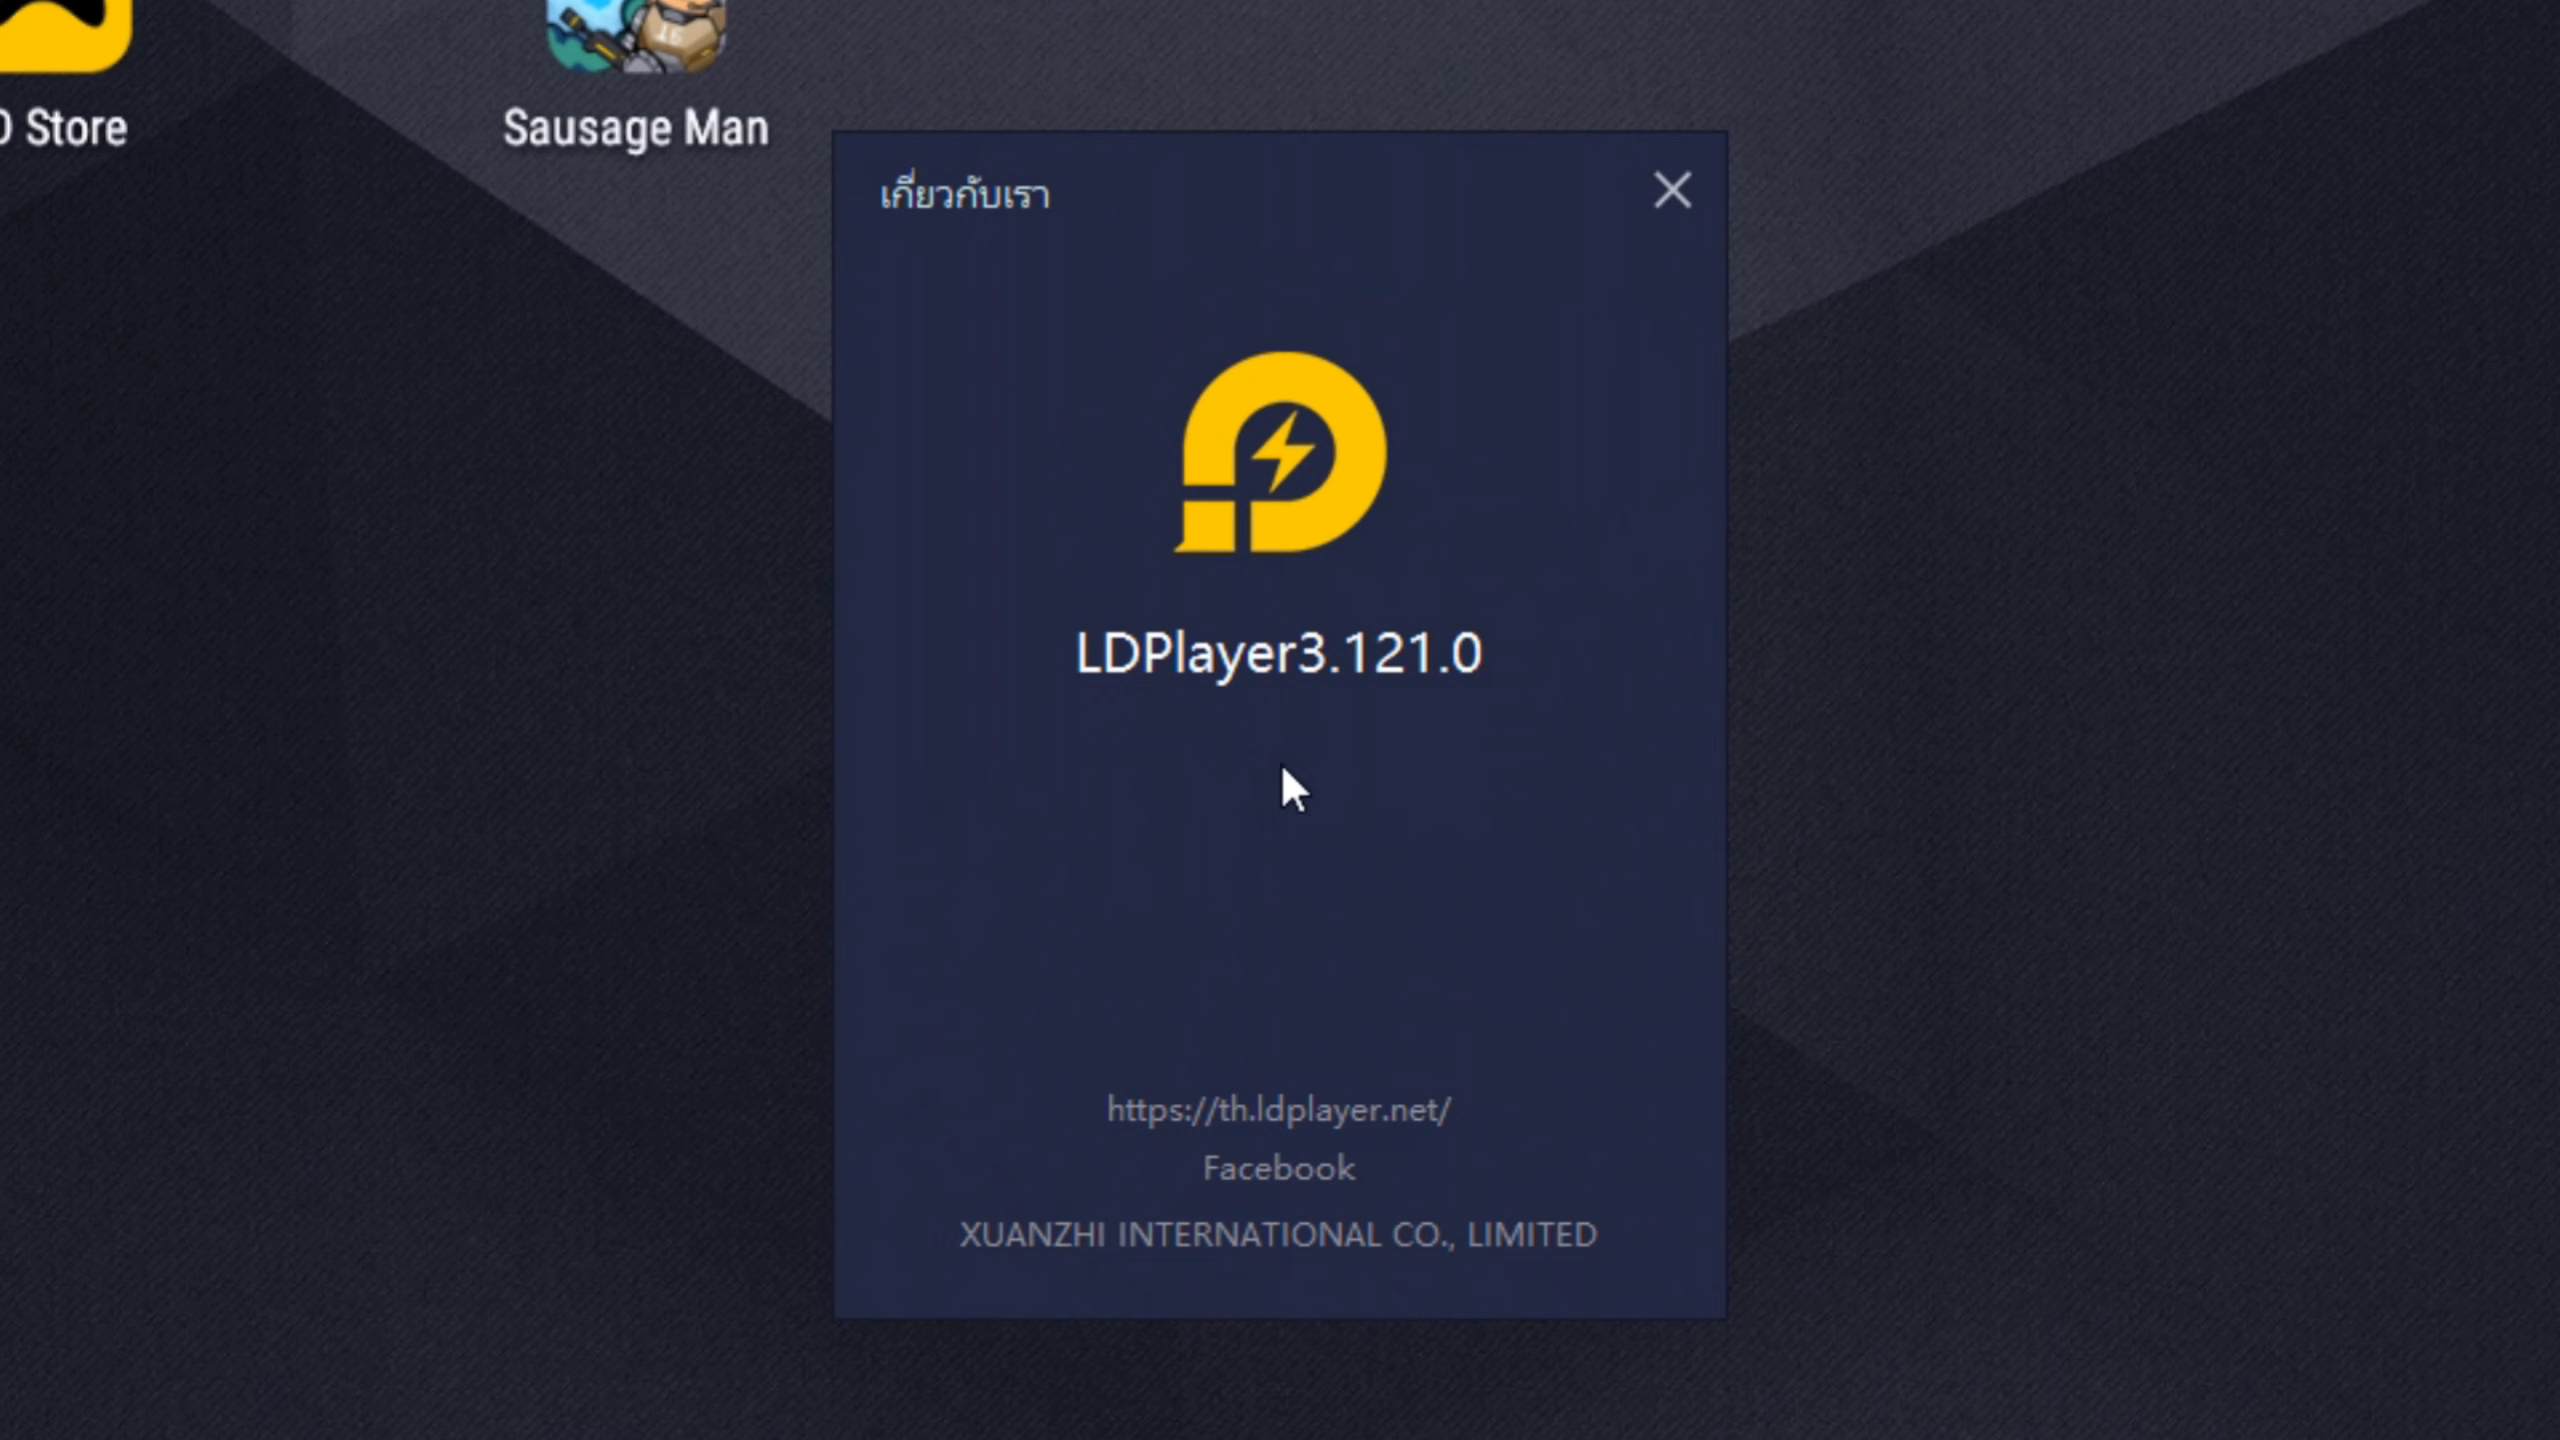 D Store
Sausage Man
เกี่ยวกับเรา
LDPlayer3.121.0
https://th.ldplayer.net/
Facebook
XUANZHI INTERNATIONAL CO., LIMITED